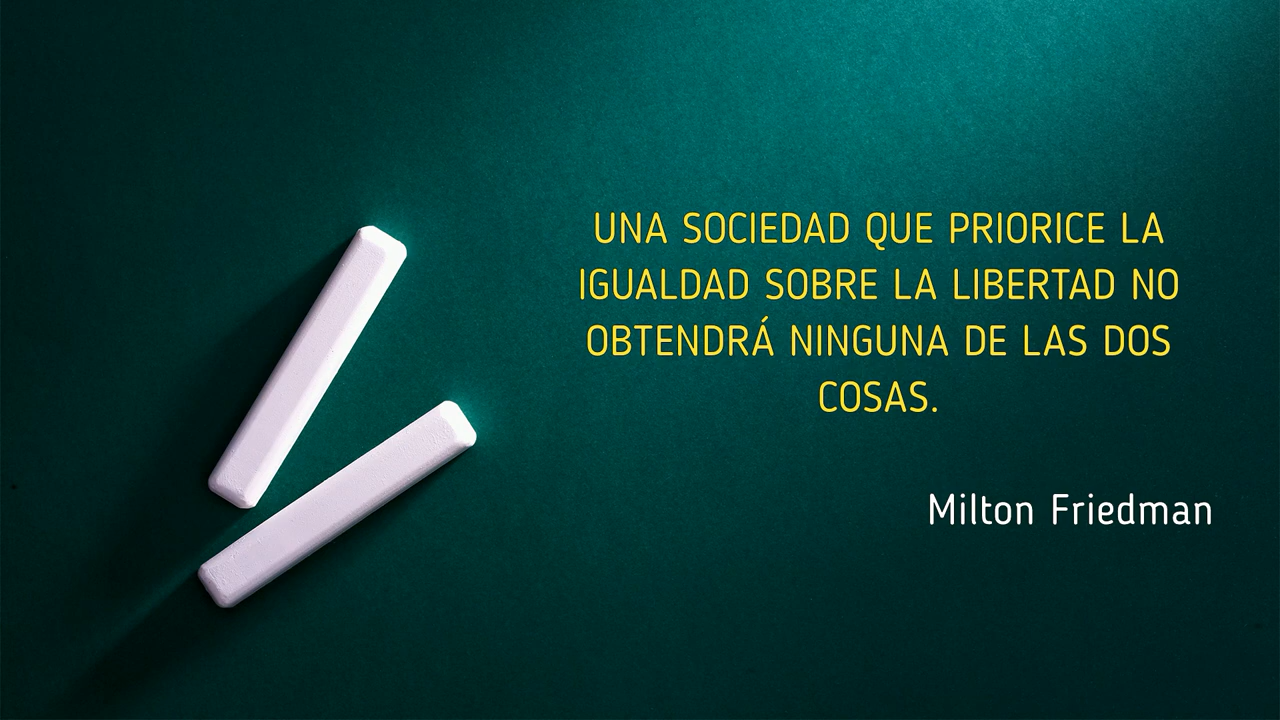 UNA SOCIEDAD QUE PRIORICE LA
IGUALDAD SOBRE LA LIBERTAD NO
OBTENDRÁ NINGUNA DE LAS DOS
COSAS.
Milton Friedman